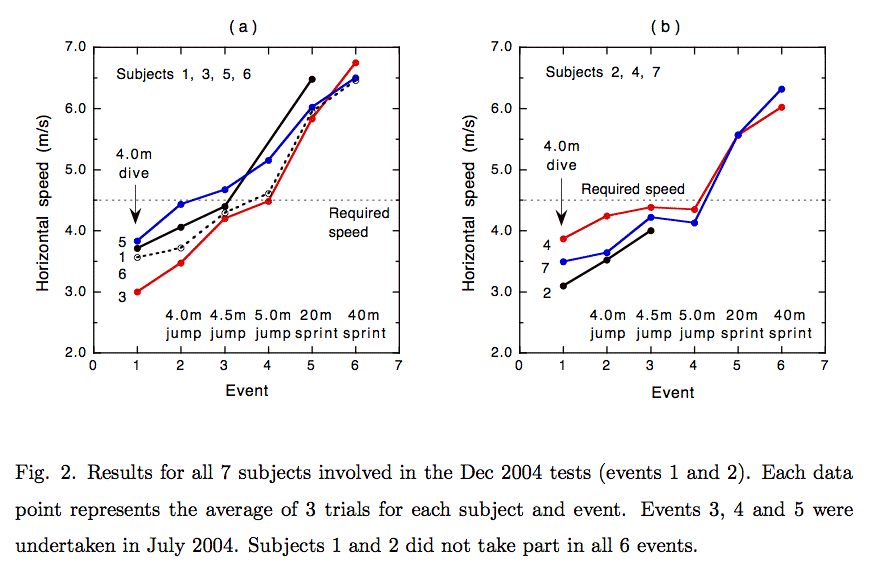 (a)
7.0
6.0
5.0
4.0
3.0
2.0
Horizontal speed (m/s)
Subjects 1, 3, 5, 6
4.0m
dive
5
1
6
3
Required
speed
4.0m 4.5m 5.0m 20m 40m
jump jump jump sprint sprint
0 1 2 3 4 5 6 7
Event
(b)
7.0
6.0
5.0
4.0
3.0
2.0
Horizontal speed (m/s)
Subjects 2, 4, 7
4.0m
dive
Required speed
4
7
2
4.0m 4.5m 5.0m 20m 40m
jump jump jump sprint sprint
0 1 2 3 4 5 6 7
Event
Fig. 2. Results for all 7 subjects involved in the Dec 2004 tests (events 1 and 2). Each data
point represents the average of 3 trials for each subject and event. Events 3, 4 and 5 were
undertaken in July 2004. Subjects 1 and 2 did not take part in all 6 events.